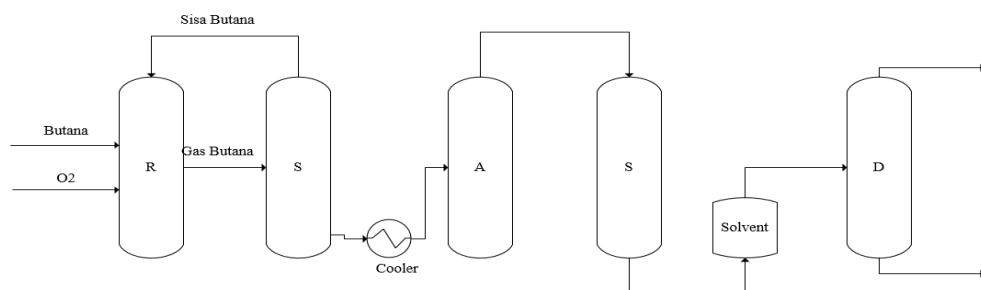 Sisa Butana
Butana
O2
R
Gas Butana
S
Cooler
A
S
Solvent
D